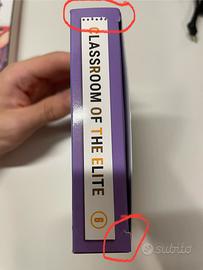 CLASSROOM OF THE ELITE 6
subito